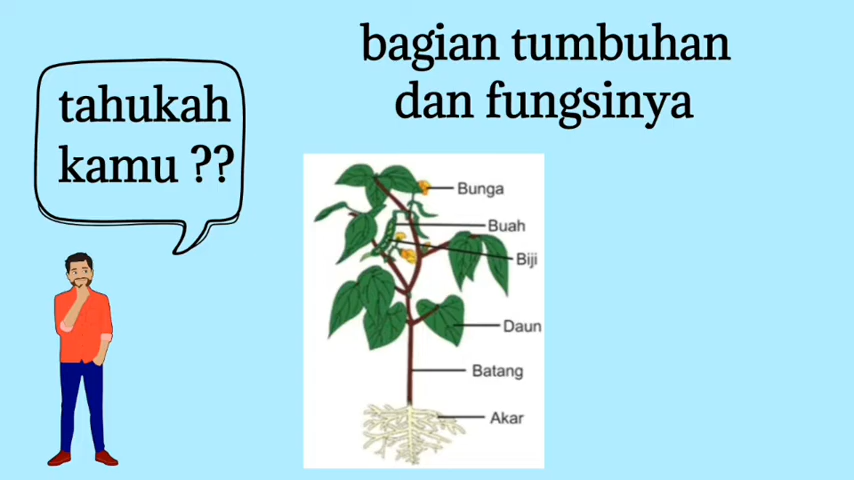 bagian tumbuhan
dan fungsinya
tahukah
kamu ??
Bunga
Buah
Biji
Daun
Batang
Akar